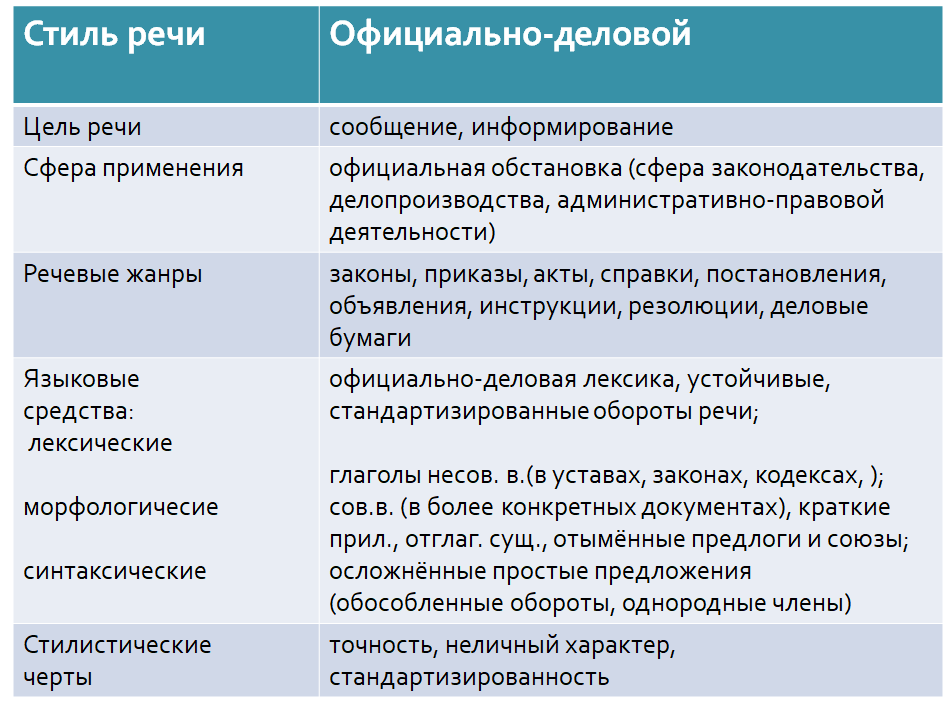 Стиль речи
Официально-деловой
Цель речи
сообщение, информирование
Сфера применения
официальная обстановка (сфера законодательства,
делопроизводства, административно-правовой
деятельности)
Речевые жанры
законы, приказы, акты, справки, постановления,
объявления, инструкции, резолюции, деловые
бумаги
Языковые
средства:
лексические
морфологичесие
синтаксические
официально-деловая лексика, устойчивые,
стандартизированные обороты речи;
глаголы несов. в.(в уставах, законах, кодексах, );
сов.в. (в более конкретных документах), краткие
прил., отглаг. сущ., отымённые предлоги и союзы;
осложнённые простые предложения
(обособленные обороты, однородные члены)
Стилистические
черты
точность, неличный характер,
стандартизированность